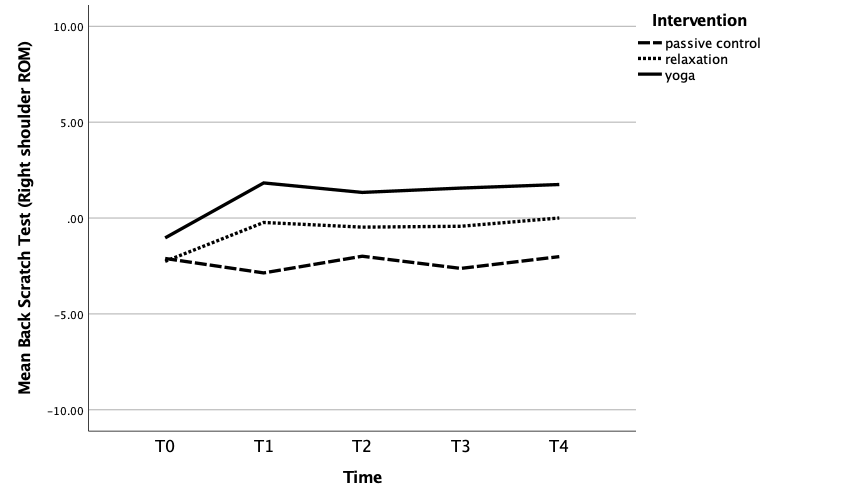 Intervention
passive control
relaxation
yoga
Mean Back Scratch Test (Right shoulder ROM)
10.00
5.00
.00
−5.00
−10.00
T0 T1 T2 T3 T4
Time